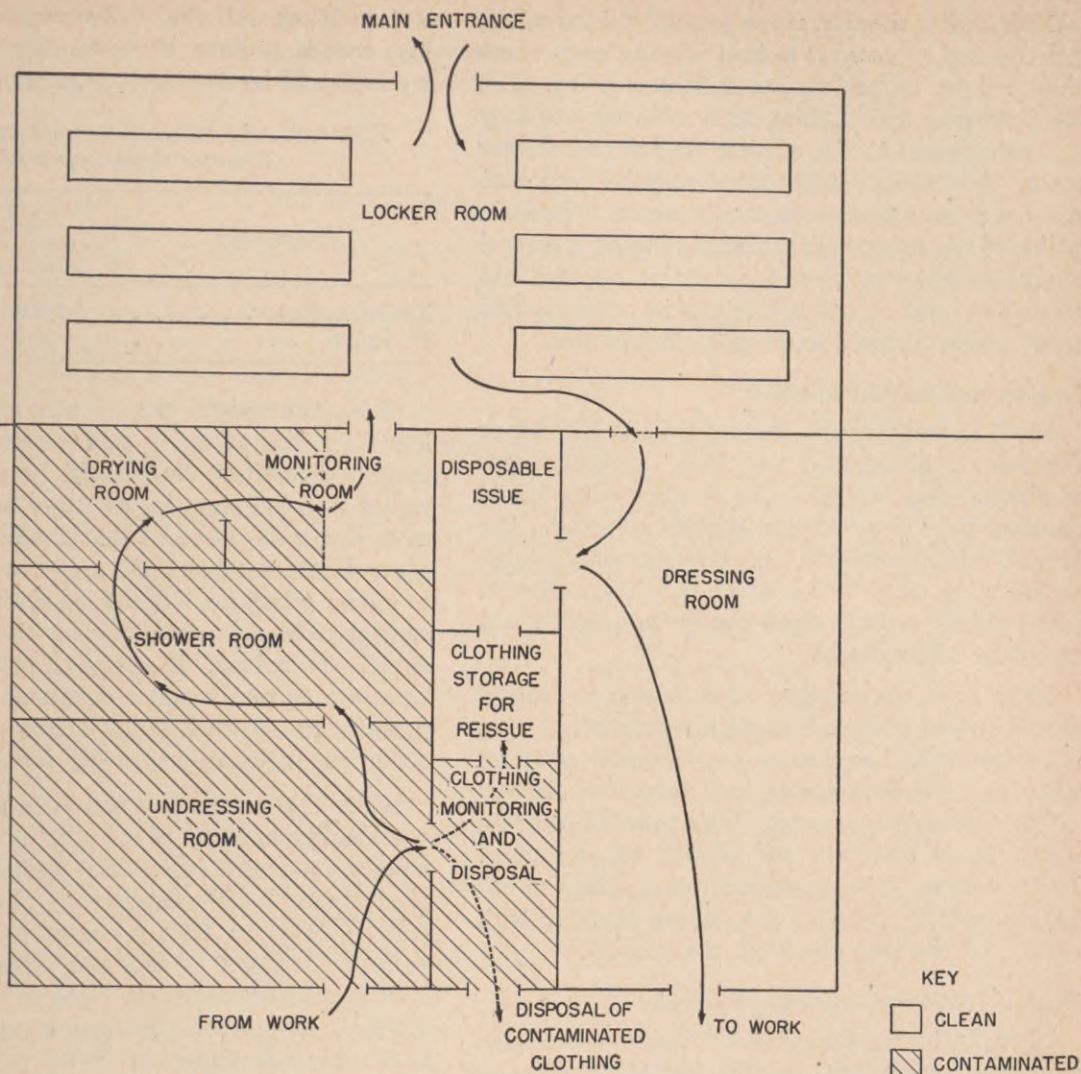 MAIN ENTRANCE
LOCKER ROOM
DRYING
ROOM
MONITORING
ROOM
DISPOSABLE
ISSUE
DRESSING
ROOM
SHOWER ROOM
CLOTHING
STORAGE
FOR
REISSUE
UNDRESSING
ROOM
CLOTHING
MONITORING
AND
DISPOSAL
FROM WORK
DISPOSAL OF
CONTAMINATED
CLOTHING
TO WORK
KEY
CLEAN
CONTAMINATED